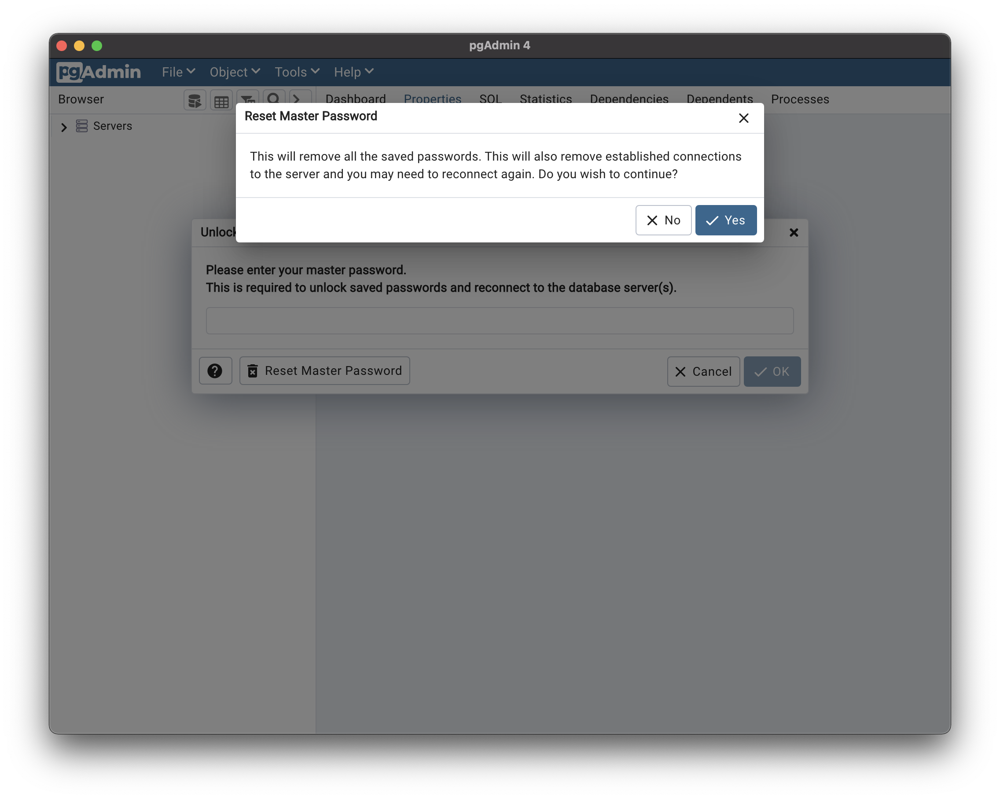 pgAdmin 4
pgAdmin File Object Tools Help
Browser Dashboard Properties SQL Statistics Dependencies Dependents Processes
Reset Master Password
Servers
This will remove all the saved passwords. This will also remove established connections
to the server and you may need to reconnect again. Do you wish to continue?
No Yes
Unlock
Please enter your master password.
This is required to unlock saved passwords and reconnect to the database server(s).
Reset Master Password Cancel OK